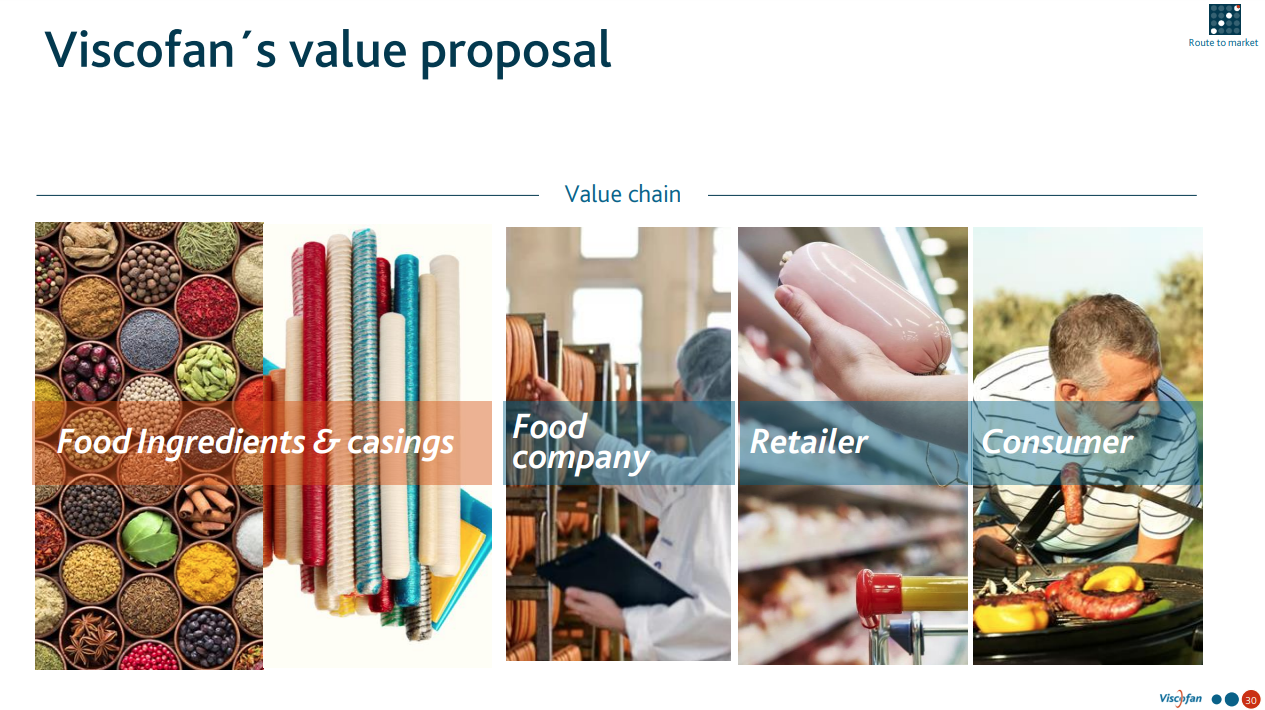 Viscofan´s value proposal
Route to market
Value chain
Food Ingredients & casings
Food
company
Retailer
Consumer
Viscofan
30